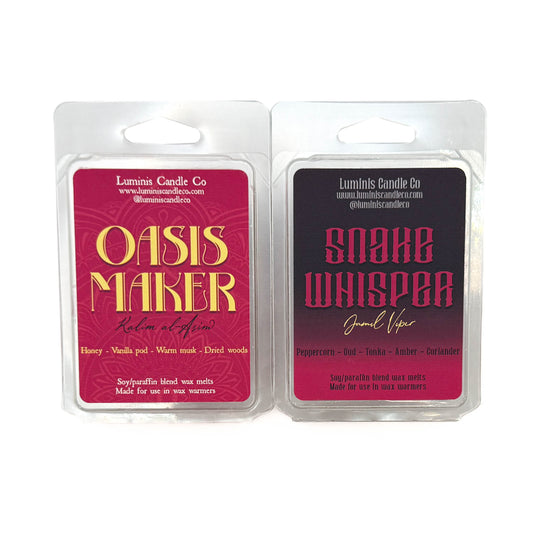 Luminis Candle Co
www.luminiscandleco.com
@luminiscandleco
OASIS
MAKER
Kalim al-Asim
Honey - Vanilla pod - Warm musk - Dried woods
Soy/paraffin blend wax melts
Made for use in wax warmers
Luminis Candle Co
www.luminiscandleco.com
@luminiscandleco
SNAKE
WHISPER
Jamil Viper
Peppercorn - Oud - Tonka - Amber - Coriander
Soy/paraffin blend wax melts
Made for use in wax warmers